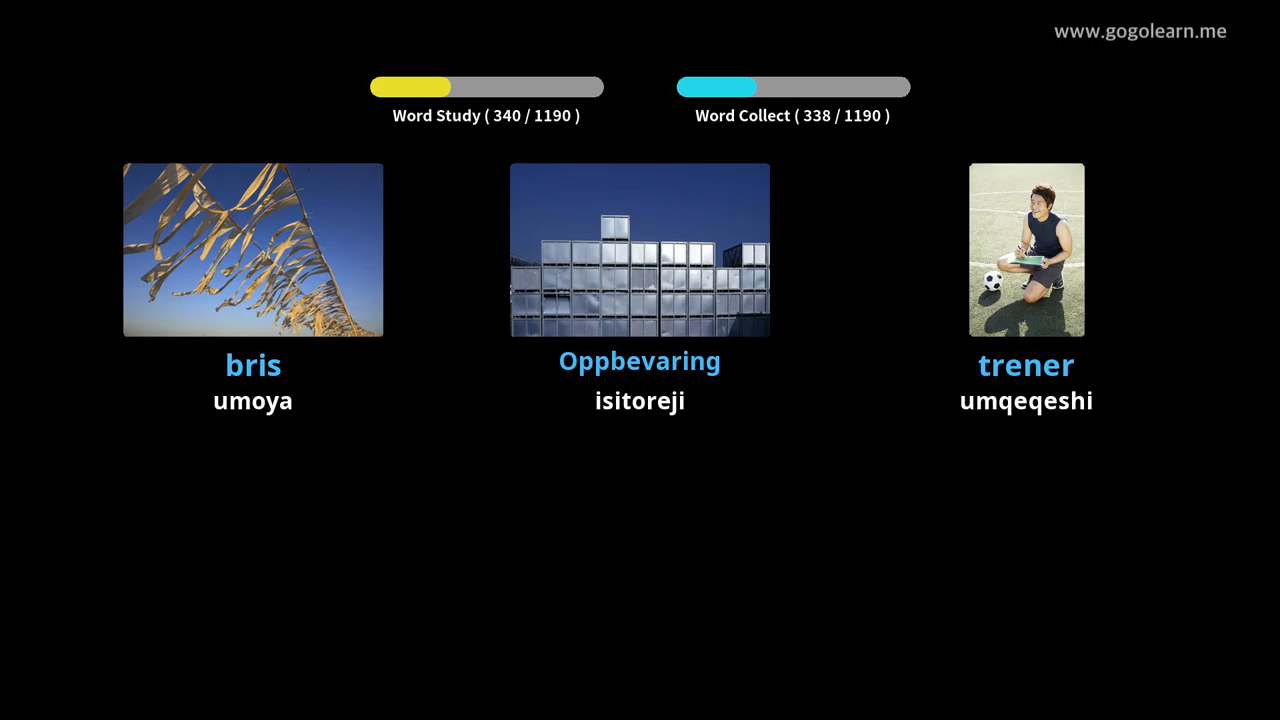 www.gogolearn.me
Word Study ( 340 / 1190 )
Word Collect ( 338 / 1190 )
bris
Oppbevaring
trener
umoya
isitoreji
umqeqeshi